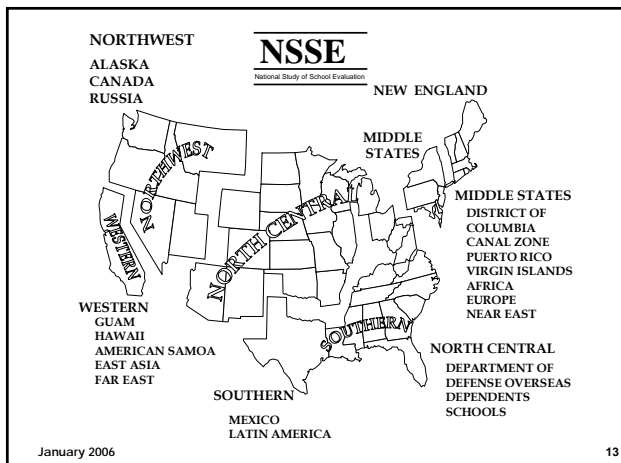 NORTHWEST
ALASKA
CANADA
RUSSIA
NSSE
National Study of School Evaluation
NEW ENGLAND
MIDDLE
STATES
NORTHWEST
NORTH CENTRAL
WESTERN
SOUTHERN
MIDDLE STATES
DISTRICT OF
COLUMBIA
CANAL ZONE
PUERTO RICO
VIRGIN ISLANDS
AFRICA
EUROPE
NEAR EAST
WESTERN
GUAM
HAWAII
AMERICAN SAMOA
EAST ASIA
FAR EAST
SOUTHERN
MEXICO
LATIN AMERICA
NORTH CENTRAL
DEPARTMENT OF
DEFENSE OVERSEAS
DEPENDENTS
SCHOOLS
January 2006
13